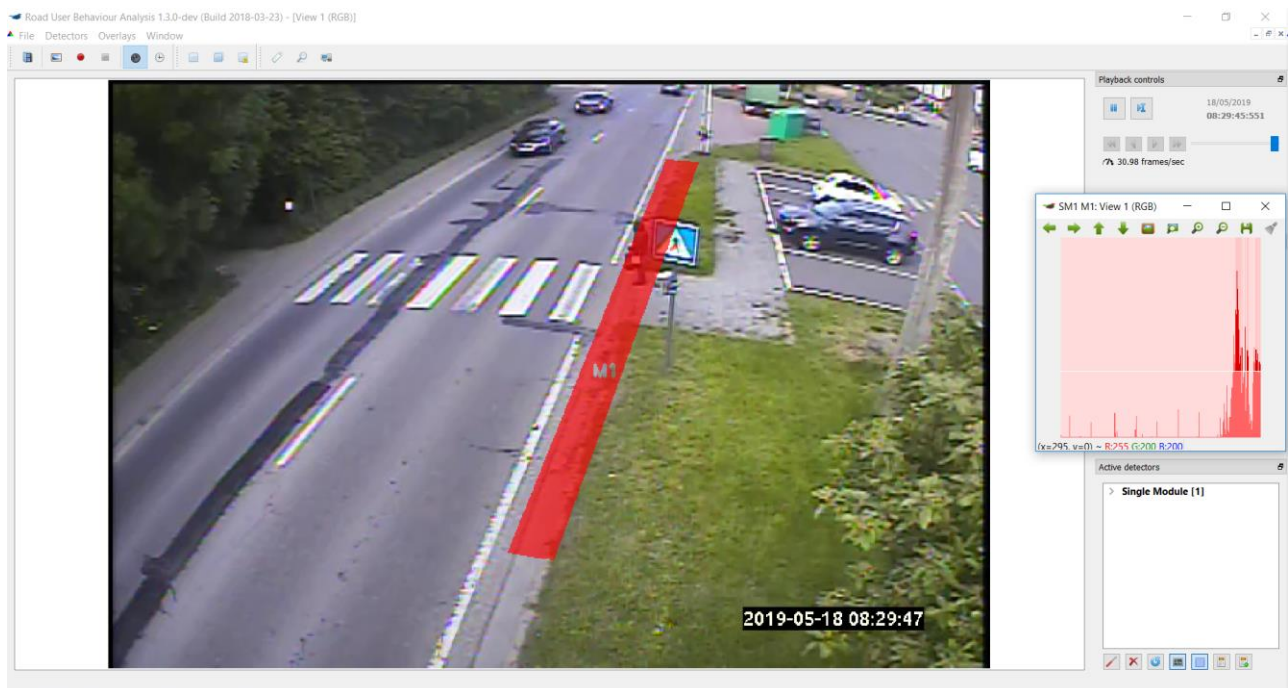 Road User Behaviour Analysis 1.3.0-dev (Build 2018-03-23) - [View 1 (RGB)]
File Detectors Overlays Window
Playback controls
18/05/2019
08:29:45:551
30.98 frames/sec
SM1 M1: View 1 (RGB)
(x=295, y=0) ~ R:255 G:200 B:200
M1
Active detectors
Single Module [1]
2019-05-18 08:29:47